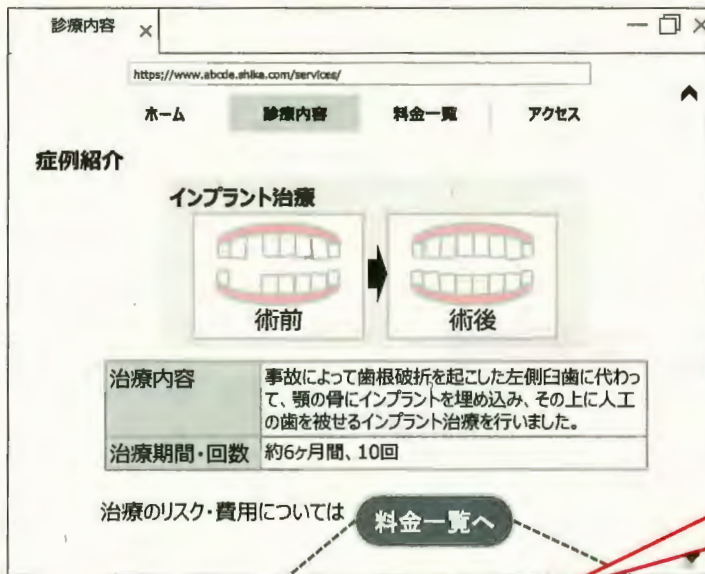 診療内容 ×
https://www.abcde.shika.com/services/
ホーム 診療内容 料金一覧 アクセス
症例紹介
インプラント治療
術前 術後
治療内容 事故によって歯根破折を起こした左側臼歯に代わっ
て、顎の骨にインプラントを埋め込み、その上に人工
の歯を被せるインプラント治療を行いました。
治療期間・回数 約6ヶ月間、10回
治療のリスク・費用については 料金一覧へ